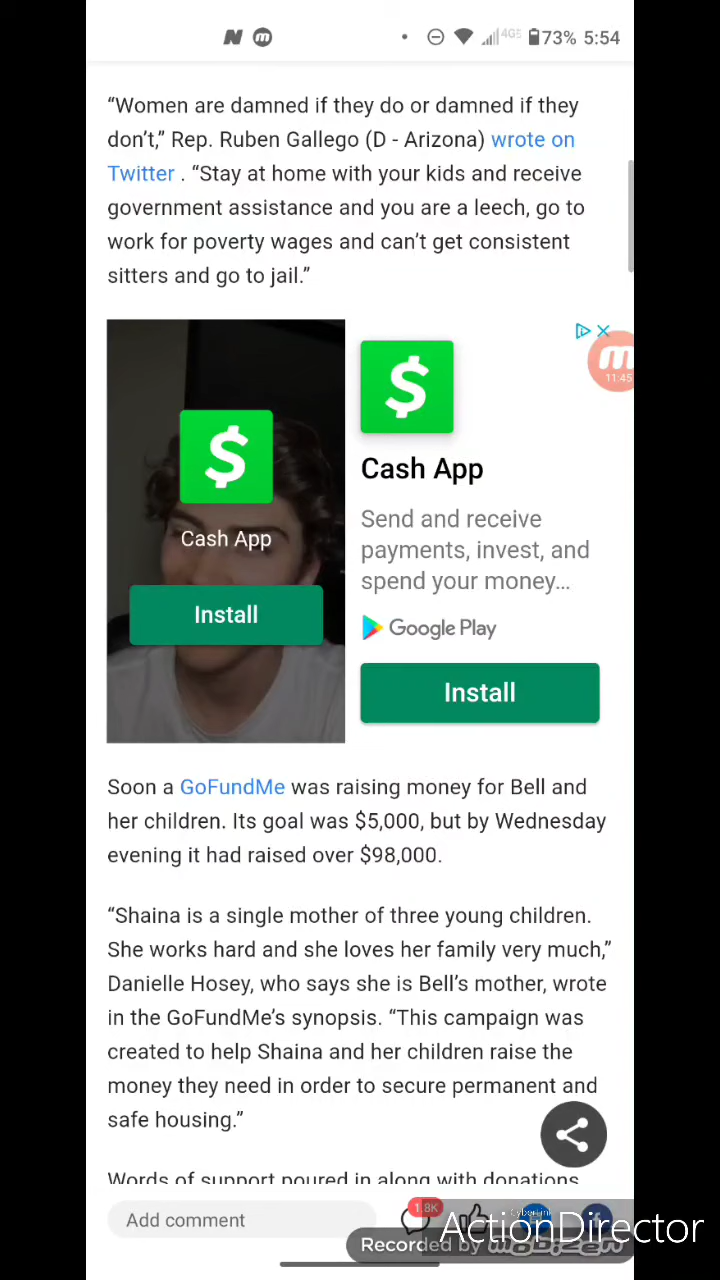 73% 5:54
“Women are damned if they do or damned if they
don’t,” Rep. Ruben Gallego (D - Arizona) wrote on
Twitter . “Stay at home with your kids and receive
government assistance and you are a leech, go to
work for poverty wages and can’t get consistent
sitters and go to jail.”
$
Cash App
Install
$
11:45
Cash App
Send and receive
payments, invest, and
spend your money...
Google Play
Install
Soon a GoFundMe was raising money for Bell and
her children. Its goal was $5,000, but by Wednesday
evening it had raised over $98,000.
“Shaina is a single mother of three young children.
She works hard and she loves her family very much,”
Danielle Hosey, who says she is Bell’s mother, wrote
in the GoFundMe’s synopsis. “This campaign was
created to help Shaina and her children raise the
money they need in order to secure permanent and
safe housing.”
Words of support poured in along with donations
Add comment
1.8K
CyberLink
ActionDirector
Recorded by mobizen